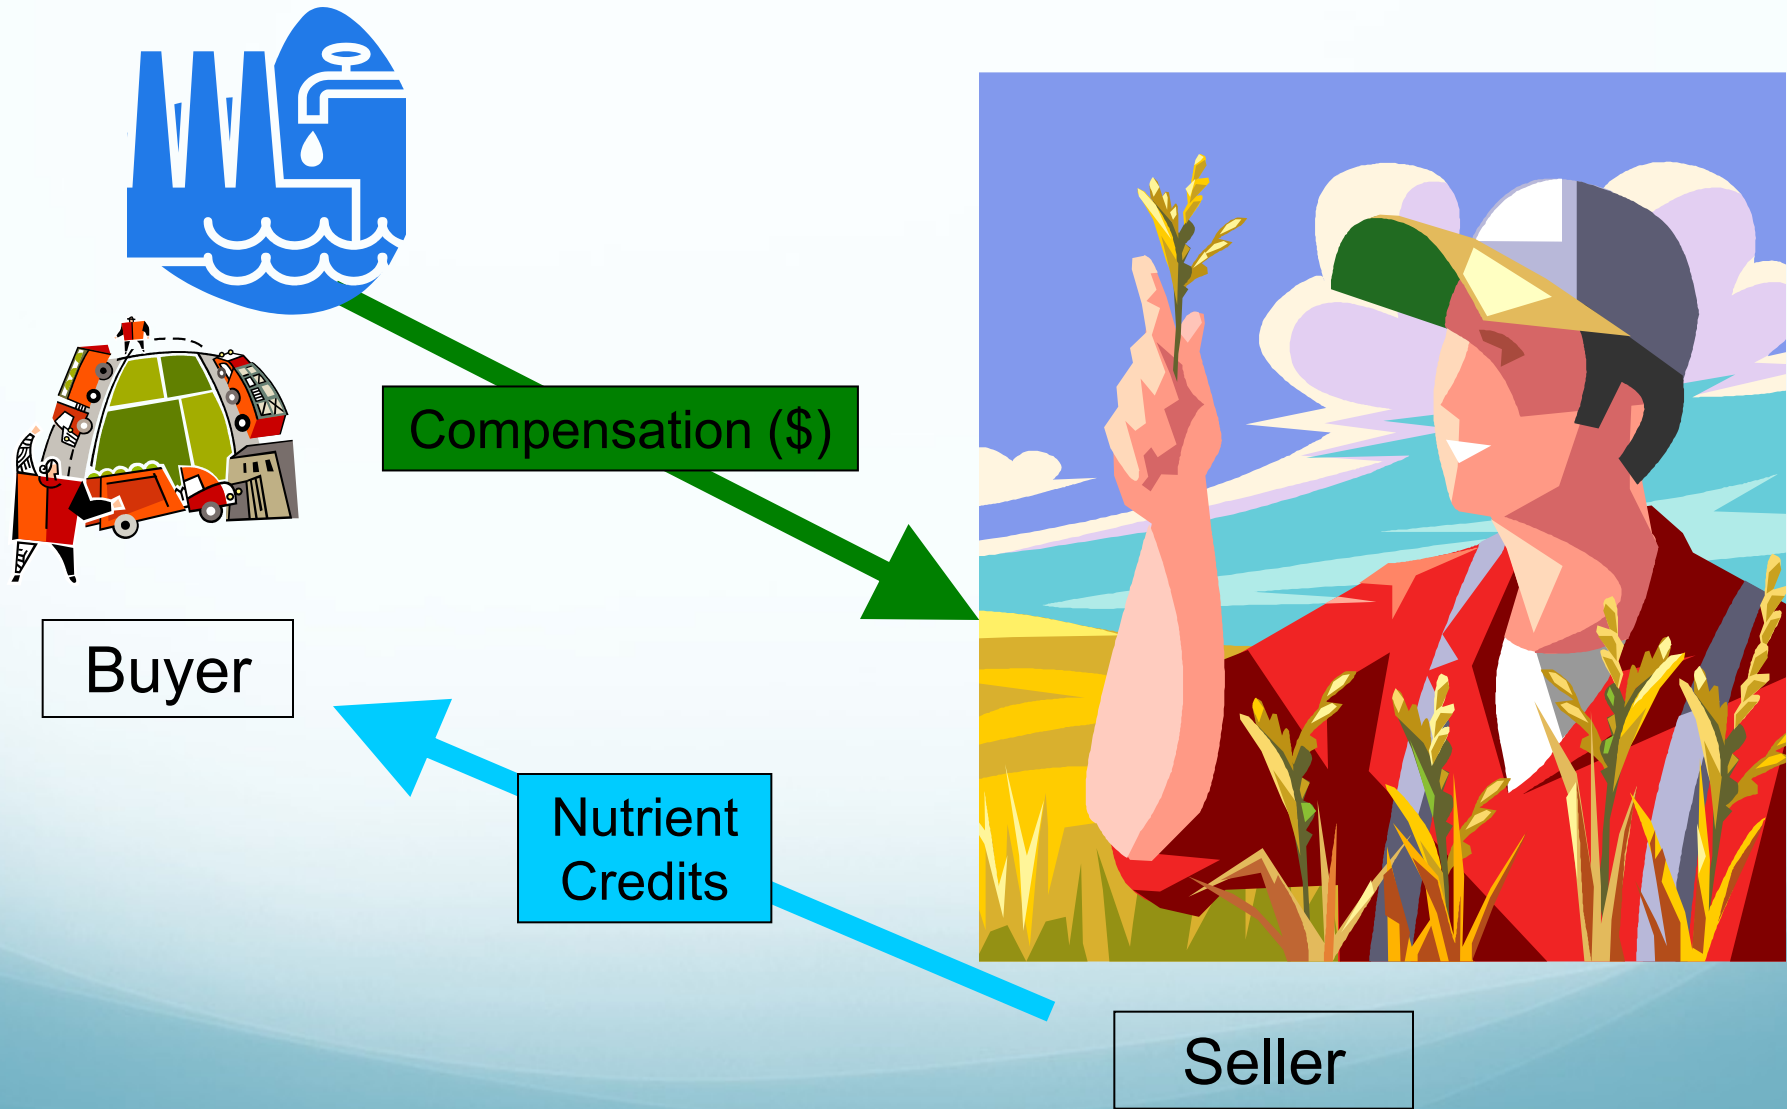 Compensation ($)
Buyer
Nutrient
Credits
Seller